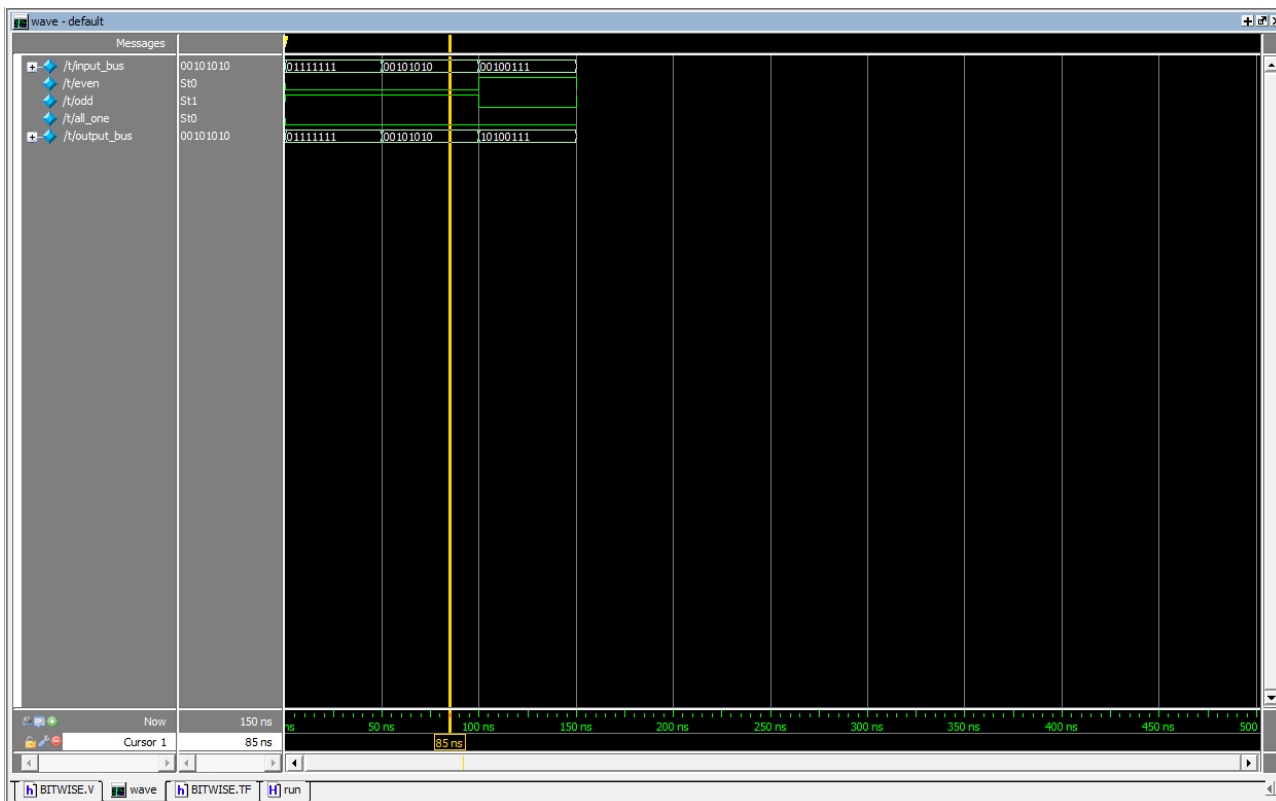 wave - default
Messages
/t/input_bus 00101010 01111111 00101010 00100111
/t/even St0
/t/odd St1
/t/all_one St0
/t/output_bus 00101010 01111111 00101010 10100111
Now 150 ns ns 50 ns 100 ns 150 ns 200 ns 250 ns 300 ns 350 ns 400 ns 450 ns 500
Cursor 1 85 ns 85 ns
BITWISE.V wave BITWISE.TF run